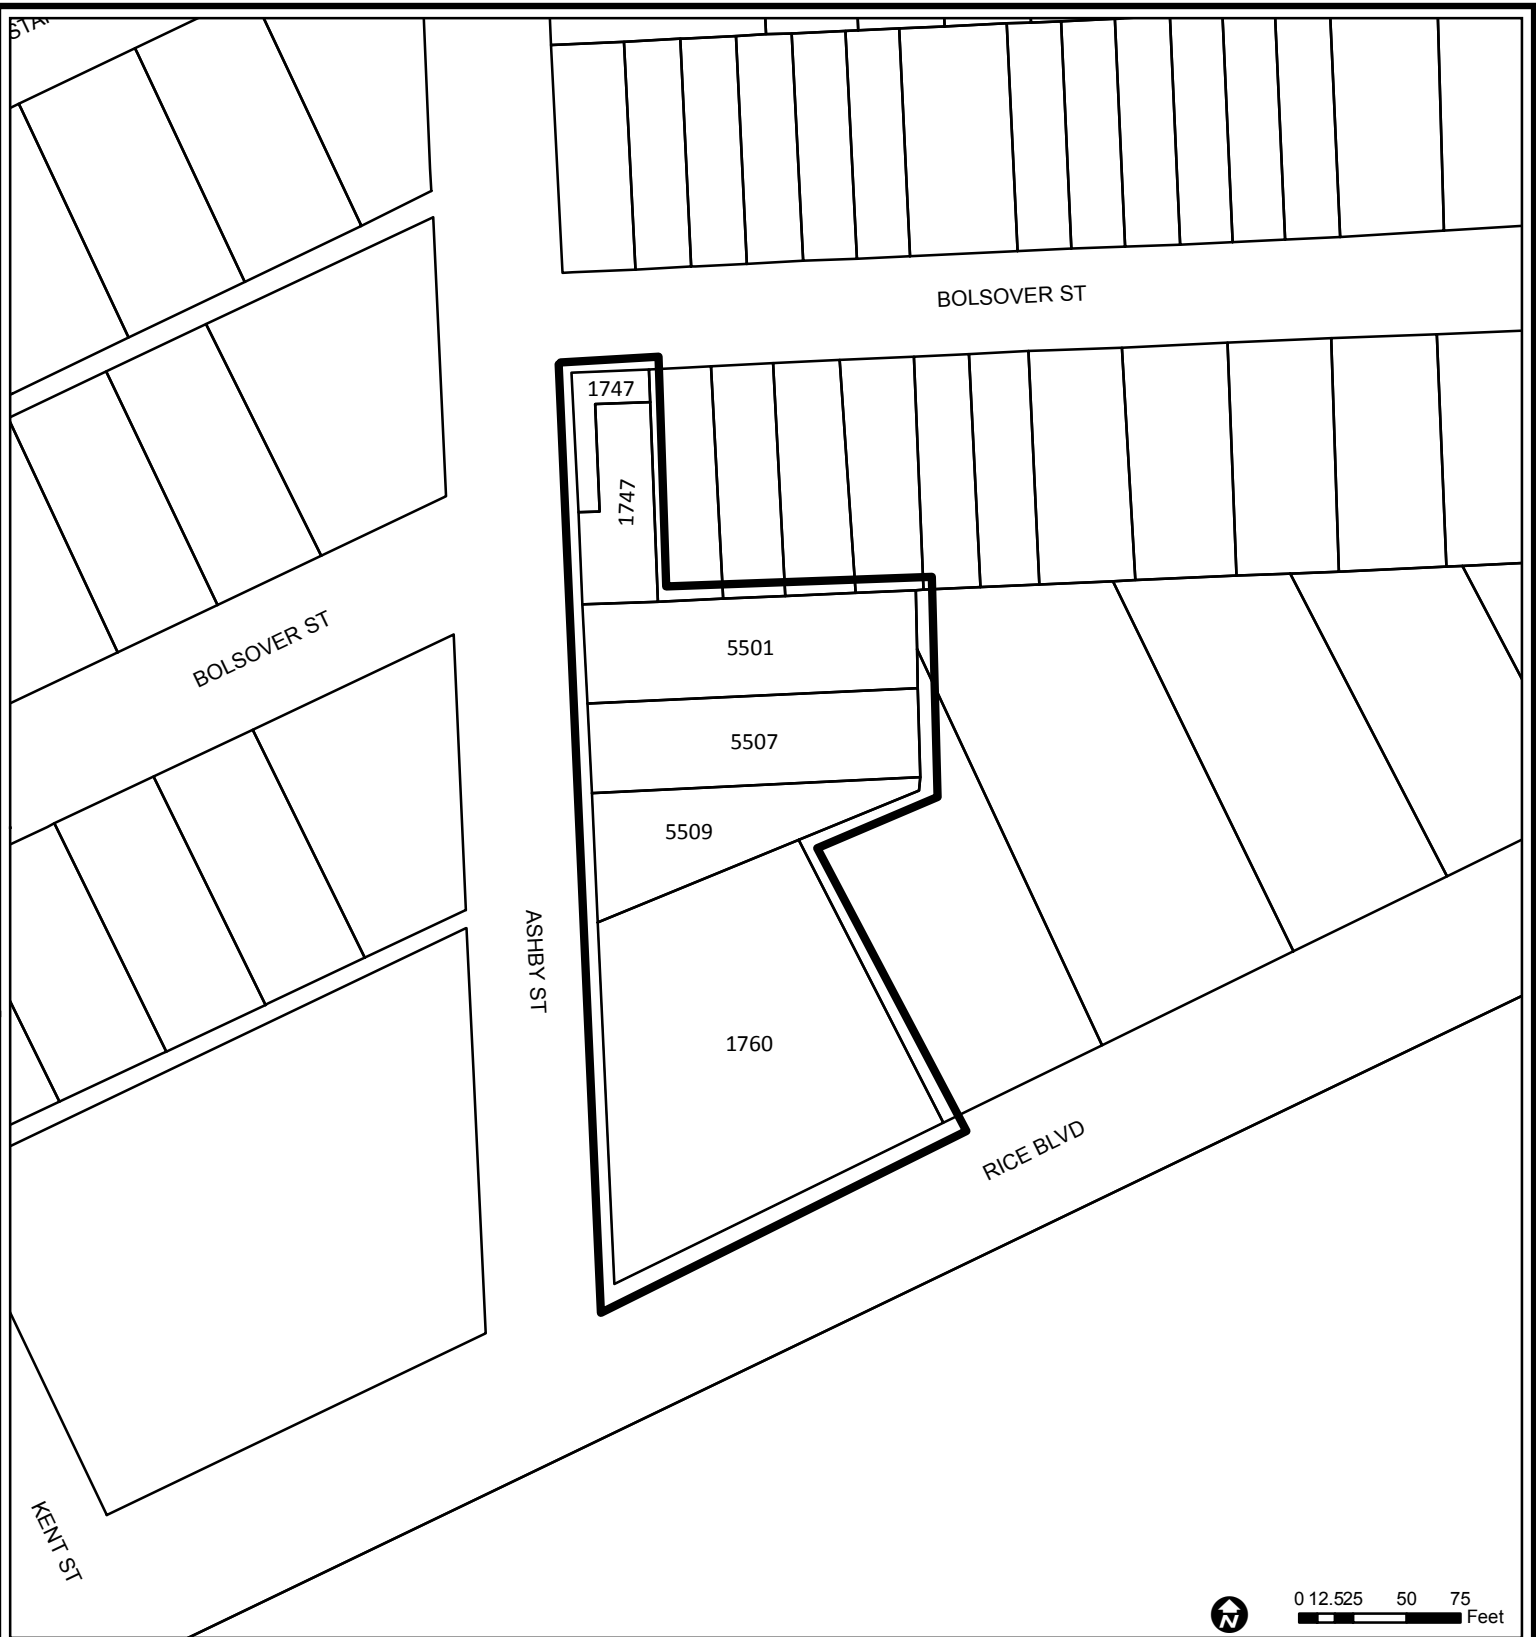 BOLSOVER ST
1747
1747
BOLSOVER ST
5501
5507
5509
ASHBY ST
1760
RICE BLVD
KENT ST
N
0 12.525 50 75
Feet